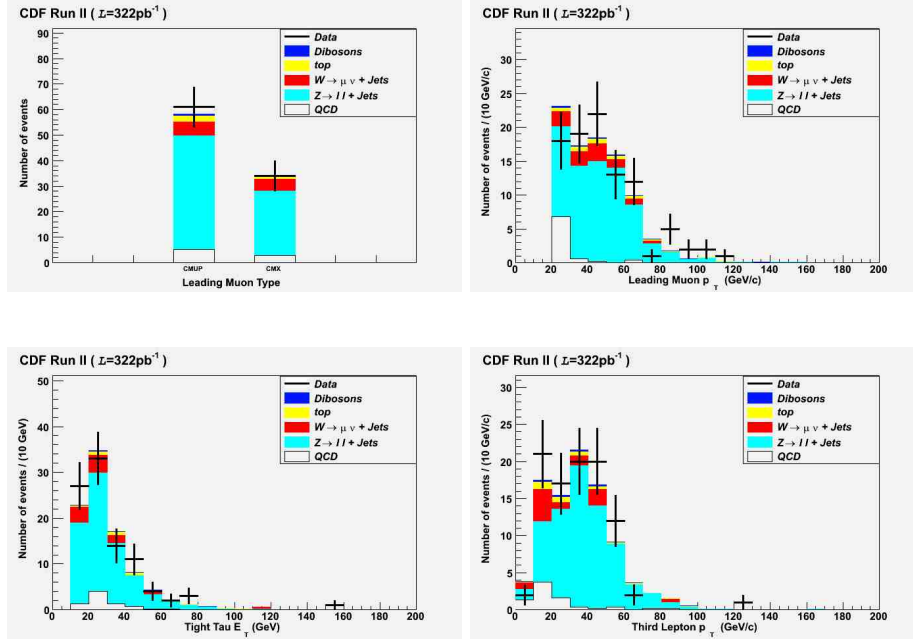 CDF Run II ( L=322pb-1 )
Number of events
90
80
70
60
50
40
30
20
10
0
Data
Dibosons
top
W → μ ν + Jets
Z → l l + Jets
QCD
CMUP CMX
Leading Muon Type
CDF Run II ( L=322pb-1 )
Number of events / (10 GeV/c)
30
25
20
15
10
5
0
Data
Dibosons
top
W → μ ν + Jets
Z → l l + Jets
QCD
0 20 40 60 80 100 120 140 160 180 200
Leading Muon pT (GeV/c)
CDF Run II ( L=322pb-1 )
Number of events / (10 GeV)
50
40
30
20
10
0
Data
Dibosons
top
W → μ ν + Jets
Z → l l + Jets
QCD
0 20 40 60 80 100 120 140 160 180 200
Tight Tau ET (GeV)
CDF Run II ( L=322pb-1 )
Number of events / (10 GeV/c)
30
25
20
15
10
5
0
Data
Dibosons
top
W → μ ν + Jets
Z → l l + Jets
QCD
0 20 40 60 80 100 120 140 160 180 200
Third Lepton pT (GeV/c)